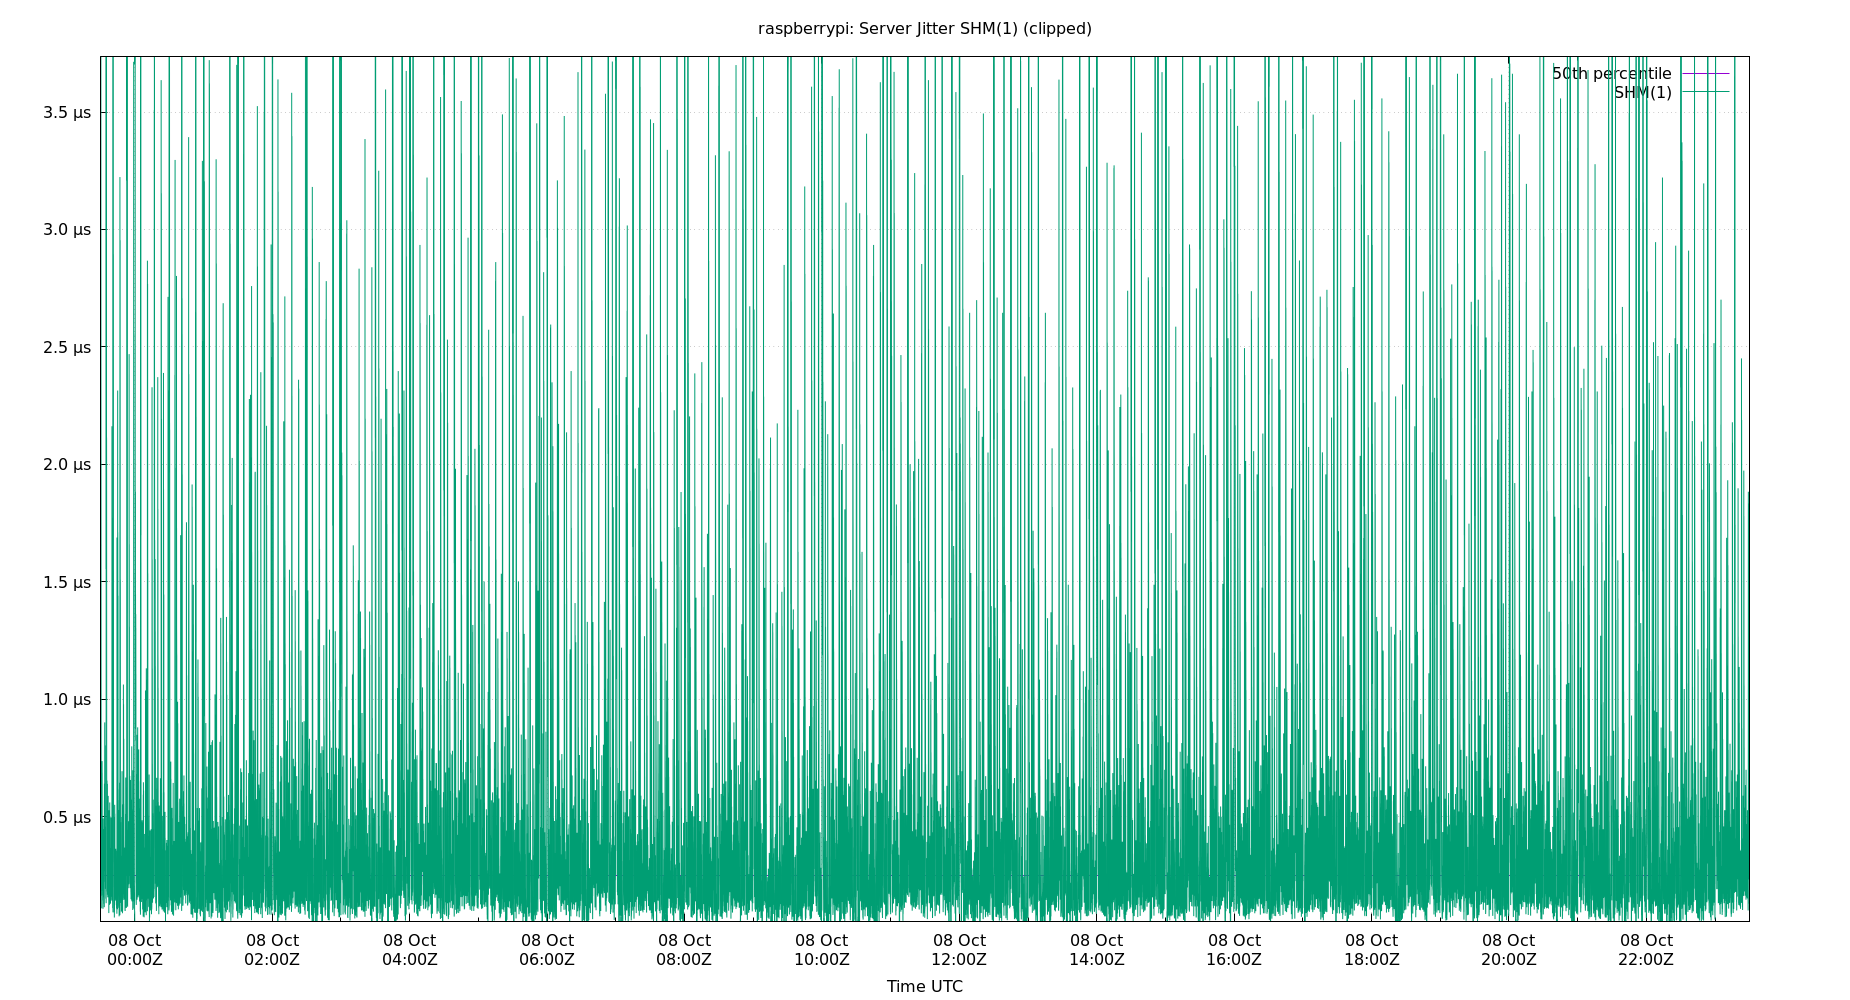 raspberrypi: Server Jitter SHM(1) (clipped)
50th percentile
SHM(1)
3.5 μs
3.0 μs
2.5 μs
2.0 μs
1.5 μs
1.0 μs
0.5 μs
08 Oct 08 Oct 08 Oct 08 Oct 08 Oct 08 Oct 08 Oct 08 Oct 08 Oct 08 Oct 08 Oct 08 Oct
00:00Z 02:00Z 04:00Z 06:00Z 08:00Z 10:00Z 12:00Z 14:00Z 16:00Z 18:00Z 20:00Z 22:00Z
Time UTC